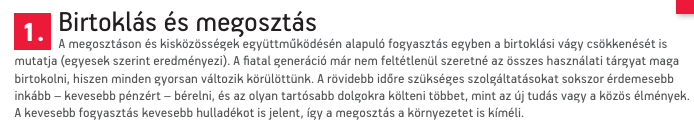 1. Birtoklás és megosztás
A megosztáson és kisközösségek együttműködésén alapuló fogyasztás egyben a birtoklási vágy csökkenését is
mutatja (egyesek szerint eredményezi). A fiatal generáció már nem feltétlenül szeretné az összes használati tárgyat maga
birtokolni, hiszen minden gyorsan változik körülöttünk. A rövidebb időre szükséges szolgáltatásokat sokszor érdemesebb
inkább – kevesebb pénzért – bérelni, és az olyan tartósabb dolgokra költeni többet, mint az új tudás vagy a közös élmények.
A kevesebb fogyasztás kevesebb hulladékot is jelent, így a megosztás a környezetet is kíméli.